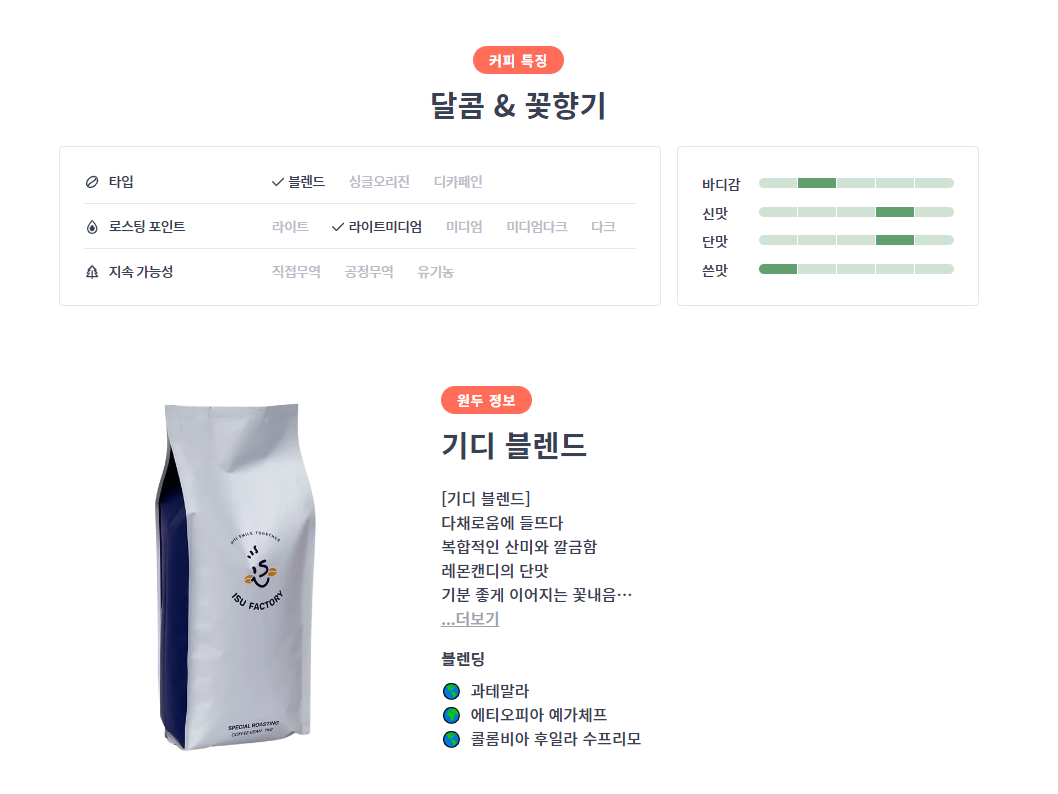 커피 특징
달콤 & 꽃향기
타입 블렌드 싱글오리진 디카페인
로스팅 포인트 라이트 라이트미디엄 미디엄 미디엄다크 다크
지속 가능성 직접무역 공정무역 유기농
바디감
신맛
단맛
쓴맛
원두 정보
기디 블렌드
[기디 블렌드]
다채로움에 들뜨다
복합적인 산미와 깔금함
레몬캔디의 단맛
기분 좋게 이어지는 꽃내음…
...더보기
블렌딩
과테말라
에티오피아 예가체프
콜롬비아 후일라 수프리모
SMILE TOGETHER
ISU FACTORY
SPECIAL ROASTING
COFFEE BEAN